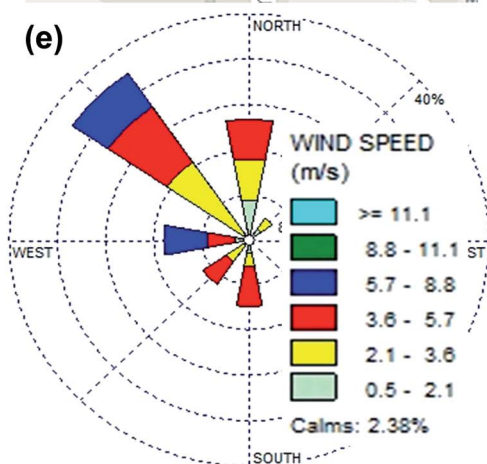 (e)
NORTH
40%
WIND SPEED
(m/s)
>= 11.1
8.8 - 11.1
WEST
ST
5.7 - 8.8
3.6 - 5.7
2.1 - 3.6
0.5 - 2.1
Calms: 2.38%
SOUTH